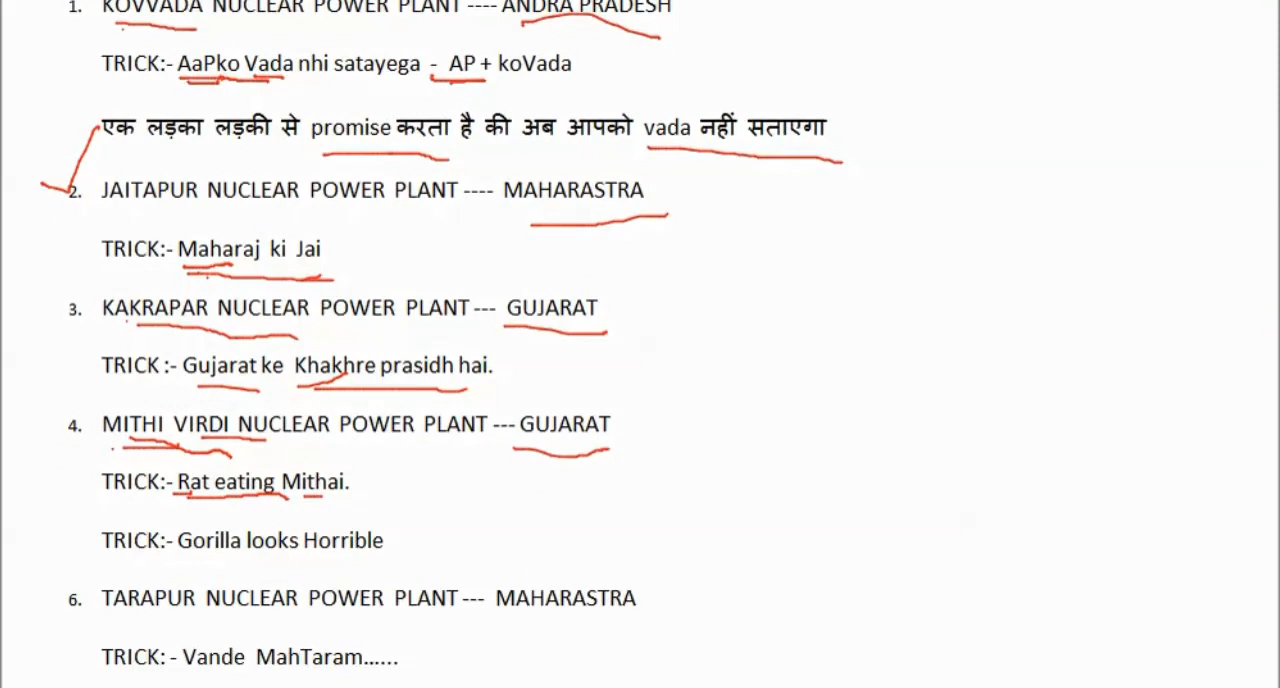 1. KOVVADA NUCLEAR POWER PLANT ---- ANDRA PRADESH
TRICK:- AaPko Vada nhi satayega - AP + koVada
एक लड़का लड़की से promise करता है की अब आपको vada नहीं सताएगा
2. JAITAPUR NUCLEAR POWER PLANT ---- MAHARASTRA
TRICK:- Maharaj ki Jai
3. KAKRAPAR NUCLEAR POWER PLANT --- GUJARAT
TRICK :- Gujarat ke Khakhre prasidh hai.
4. MITHI VIRDI NUCLEAR POWER PLANT --- GUJARAT
TRICK:- Rat eating Mithai.
TRICK:- Gorilla looks Horrible
6. TARAPUR NUCLEAR POWER PLANT --- MAHARASTRA
TRICK: - Vande MahTaram......